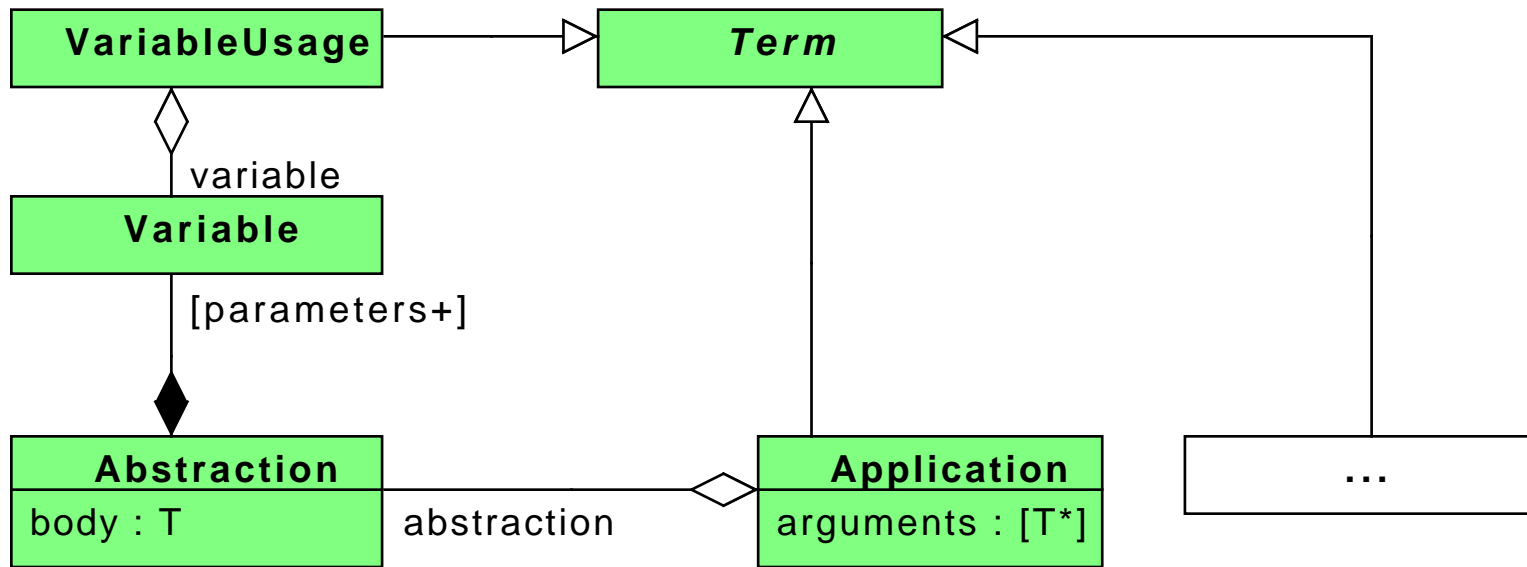 VariableUsage
Term
variable
Variable
[parameters+]
Abstraction
body : T
abstraction
Application
arguments : [T*]
...